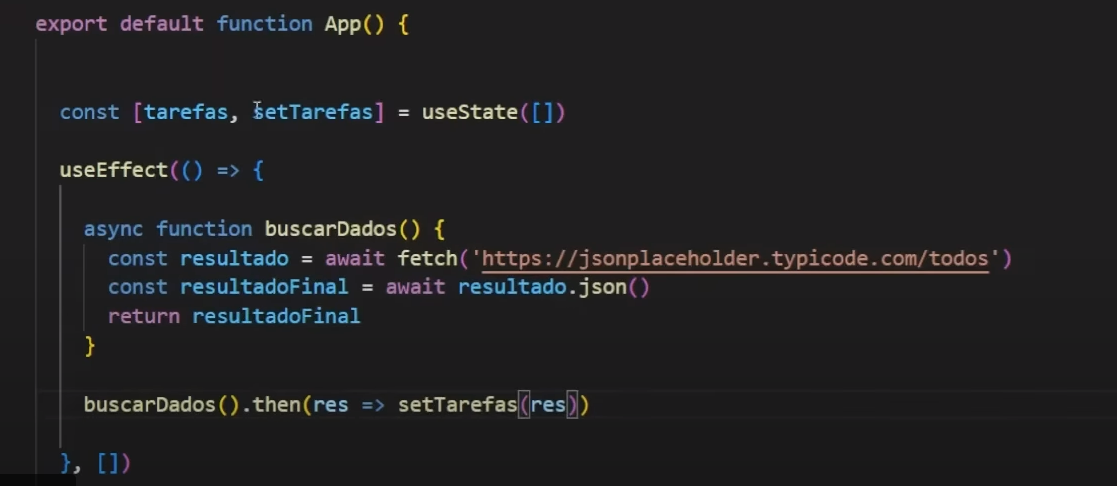 export default function App() {
const [tarefas, setTarefas] = useState([])
useEffect(() => {
async function buscarDados() {
const resultado = await fetch('https://jsonplaceholder.typicode.com/todos')
const resultadoFinal = await resultado.json()
return resultadoFinal
}
buscarDados().then(res => setTarefas(res))
}, [])